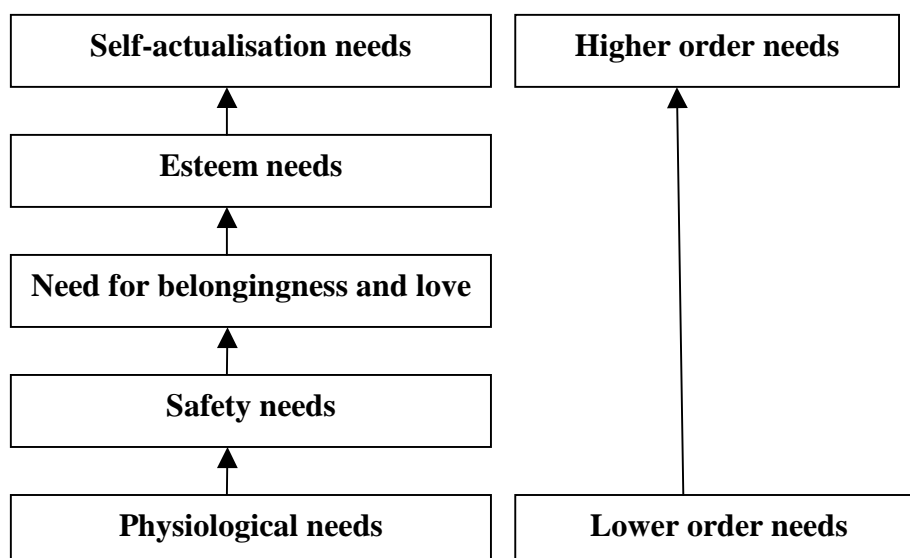 Self-actualisation needs
Higher order needs
Esteem needs
Need for belongingness and love
Safety needs
Physiological needs
Lower order needs